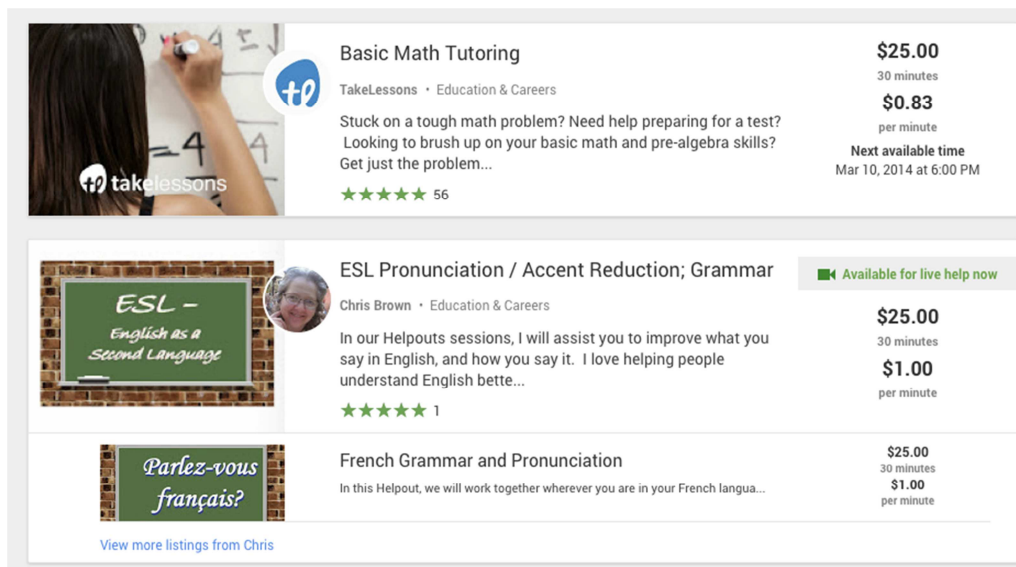 takelessons
Basic Math Tutoring
TakeLessons • Education & Careers
Stuck on a tough math problem? Need help preparing for a test?
Looking to brush up on your basic math and pre-algebra skills?
Get just the problem...
56
$25.00
30 minutes
$0.83
per minute
Next available time
Mar 10, 2014 at 6:00 PM
ESL –
English as a
Second Language
ESL Pronunciation / Accent Reduction; Grammar
Chris Brown • Education & Careers
In our Helpouts sessions, I will assist you to improve what you
say in English, and how you say it. I love helping people
understand English bette...
1
Available for live help now
$25.00
30 minutes
$1.00
per minute
Parlez-vous
français?
French Grammar and Pronunciation
In this Helpout, we will work together wherever you are in your French langua...
$25.00
30 minutes
$1.00
per minute
View more listings from Chris